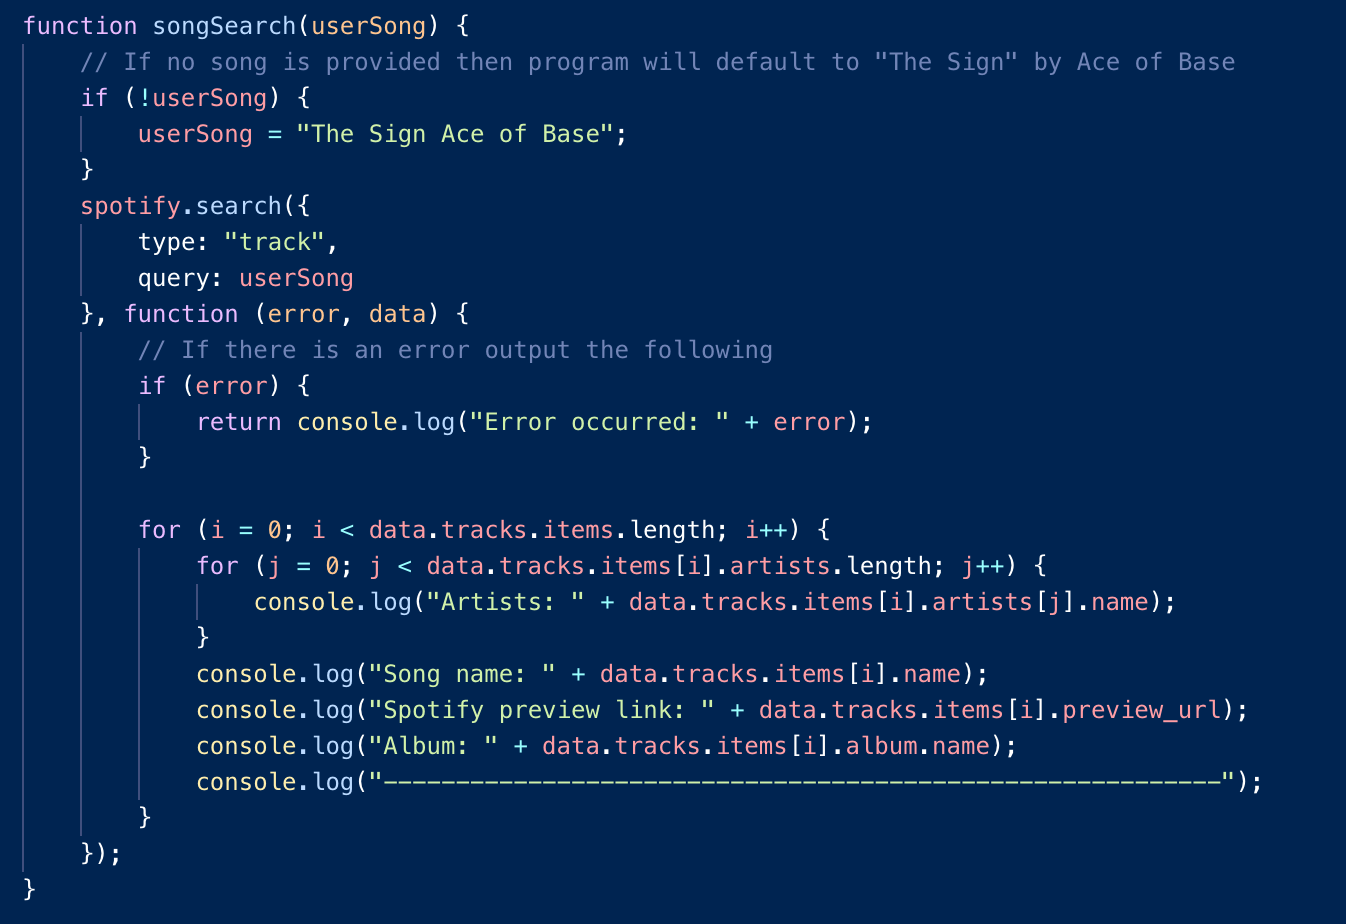 function songSearch(userSong) {
    // If no song is provided then program will default to "The Sign" by Ace of Base
    if (!userSong) {
        userSong = "The Sign Ace of Base";
    }
    spotify.search({
        type: "track",
        query: userSong
    }, function (error, data) {
        // If there is an error output the following
        if (error) {
            return console.log("Error occurred: " + error);
        }

        for (i = 0; i < data.tracks.items.length; i++) {
            for (j = 0; j < data.tracks.items[i].artists.length; j++) {
                console.log("Artists: " + data.tracks.items[i].artists[j].name);
            }
            console.log("Song name: " + data.tracks.items[i].name);
            console.log("Spotify preview link: " + data.tracks.items[i].preview_url);
            console.log("Album: " + data.tracks.items[i].album.name);
            console.log("----------------------------------------------------------");
        }
    });
}